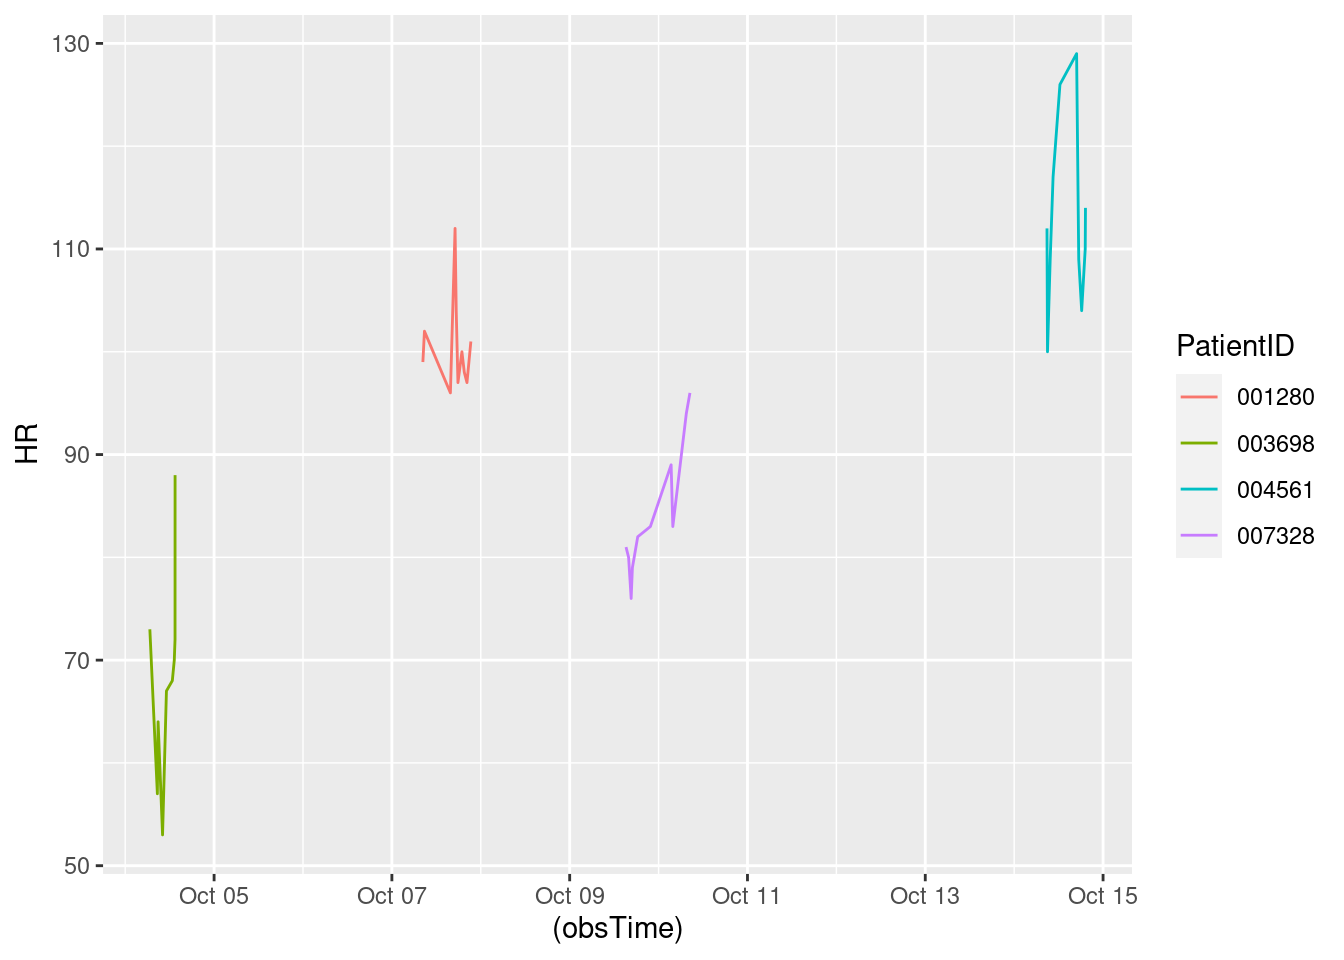 130
110
90
70
50
HR
Oct 05
Oct 07
Oct 09
Oct 11
Oct 13
Oct 15
(obsTime)
PatientID
001280
003698
004561
007328